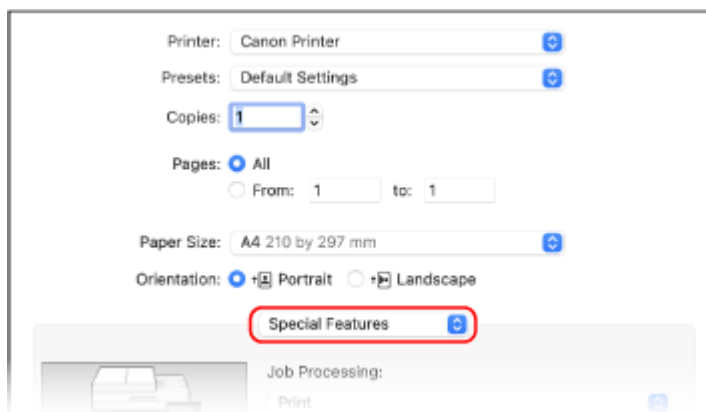 Printer: Canon Printer
Presets: Default Settings
Copies: 1
Pages: All
From: 1 to: 1
Paper Size: A4 210 by 297 mm
Orientation: Portrait Landscape
Special Features
Job Processing:
Print